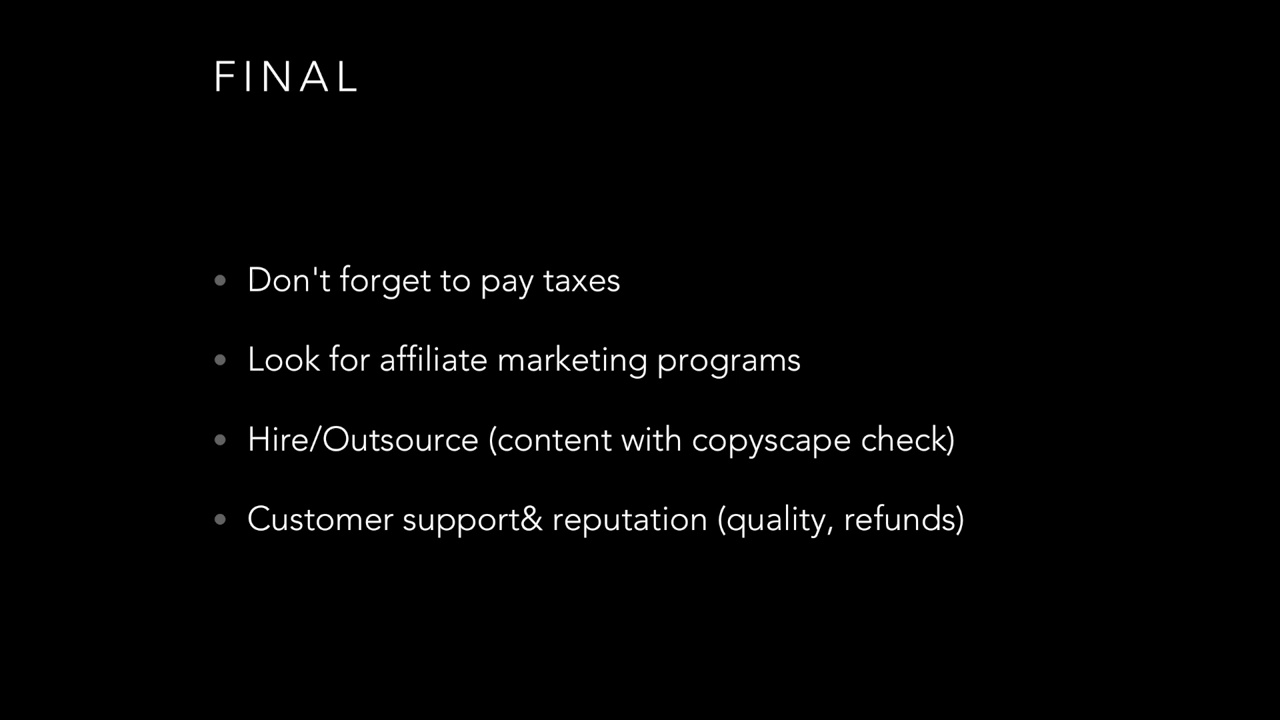 FINAL
• Don't forget to pay taxes
• Look for affiliate marketing programs
• Hire/Outsource (content with copyscape check)
• Customer support& reputation (quality, refunds)